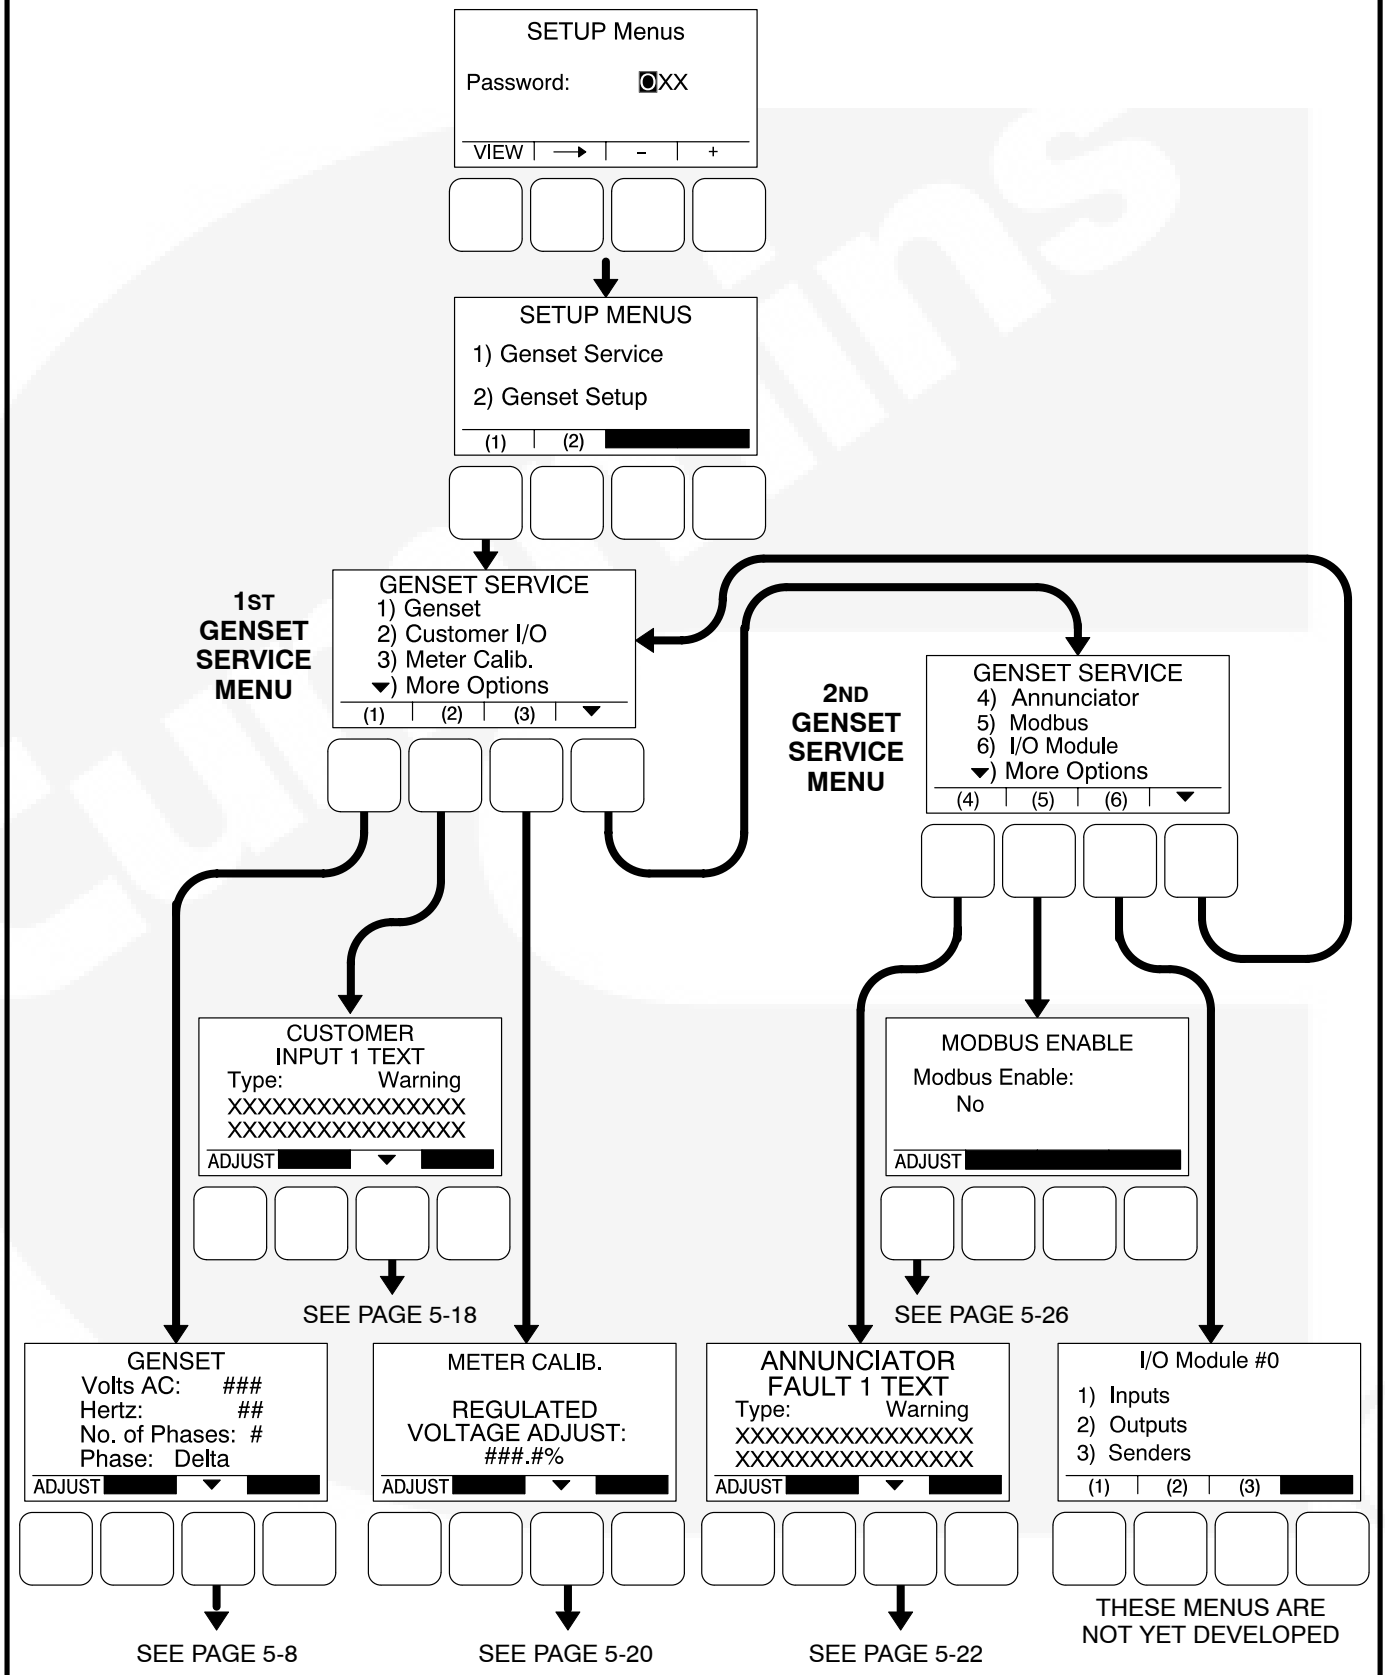 SETUP Menus
Password: 0XX
VIEW - +
SETUP MENUS
1) Genset Service
2) Genset Setup
(1) (2)
1ST
GENSET
SERVICE
MENU
GENSET SERVICE
1) Genset
2) Customer I/O
3) Meter Calib.
▼) More Options
(1) (2) (3) ▼
2ND
GENSET
SERVICE
MENU
GENSET SERVICE
4) Annunciator
5) Modbus
6) I/O Module
▼) More Options
(4) (5) (6) ▼
CUSTOMER
INPUT 1 TEXT
Type: Warning
XXXXXXXXXXXXXXXX
XXXXXXXXXXXXXXXX
ADJUST ▼
SEE PAGE 5-18
MODBUS ENABLE
Modbus Enable:
No
ADJUST
SEE PAGE 5-26
GENSET
Volts AC: ###
Hertz: ##
No. of Phases: #
Phase: Delta
ADJUST ▼
SEE PAGE 5-8
METER CALIB.
REGULATED
VOLTAGE ADJUST:
###.#%
ADJUST ▼
SEE PAGE 5-20
ANNUNCIATOR
FAULT 1 TEXT
Type: Warning
XXXXXXXXXXXXXXXX
XXXXXXXXXXXXXXXX
ADJUST ▼
SEE PAGE 5-22
I/O Module #0
1) Inputs
2) Outputs
3) Senders
(1) (2) (3)
THESE MENUS ARE
NOT YET DEVELOPED
Cummins